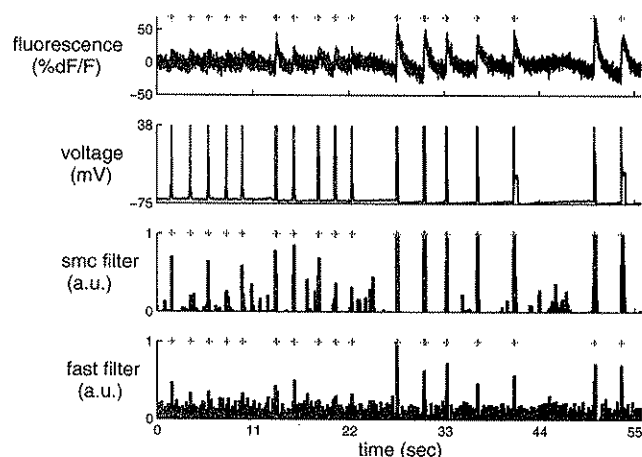 50
fluorescence
(%dF/F)
0
-50
38
voltage
(mV)
-75
1
smc filter
(a.u.)
0
1
fast filter
(a.u.)
0
0 11 22 33 44 55
time (sec)